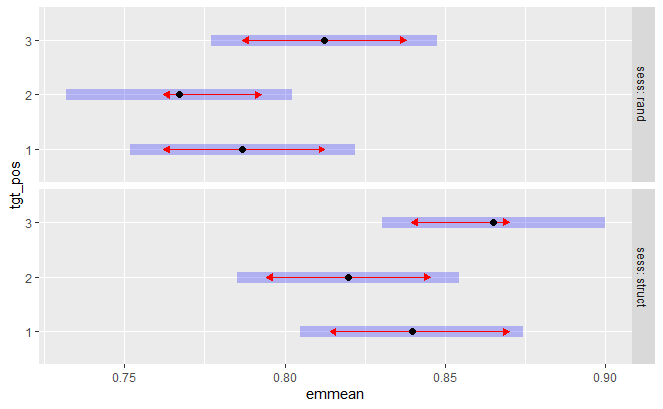 3
2
1
sess: rand
tgt_pos
3
2
1
sess: struct
0.75
0.80
0.85
0.90
emmean